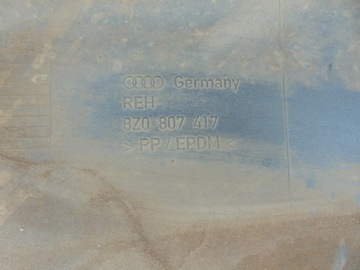 Germany
REH
8Z0 807 417
> PP / EPDM <